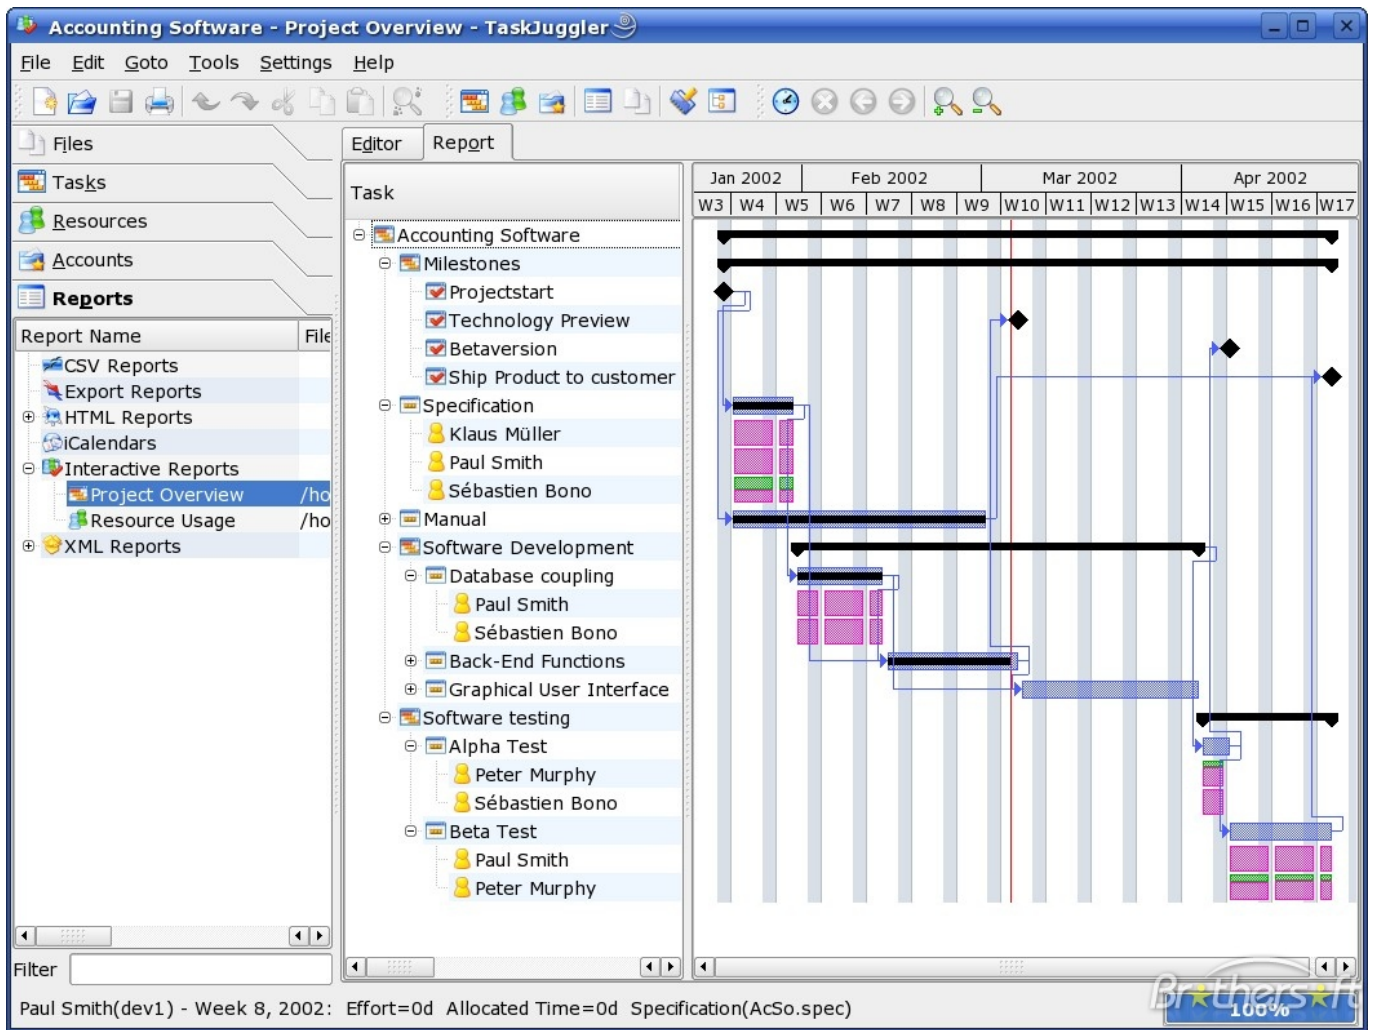 Accounting Software - Project Overview - TaskJuggler
File Edit Goto Tools Settings Help
Files
Tasks
Resources
Accounts
Reports
Report Name File
CSV Reports
Export Reports
HTML Reports
iCalendars
Interactive Reports
Project Overview /ho
Resource Usage /ho
XML Reports
Filter
Editor Report
Task
Accounting Software
Milestones
Projectstart
Technology Preview
Betaversion
Ship Product to customer
Specification
Klaus Müller
Paul Smith
Sébastien Bono
Manual
Software Development
Database coupling
Paul Smith
Sébastien Bono
Back-End Functions
Graphical User Interface
Software testing
Alpha Test
Peter Murphy
Sébastien Bono
Beta Test
Paul Smith
Peter Murphy
Jan 2002 Feb 2002 Mar 2002 Apr 2002
W3 W4 W5 W6 W7 W8 W9 W10 W11 W12 W13 W14 W15 W16 W17
Paul Smith(dev1) - Week 8, 2002: Effort=0d Allocated Time=0d Specification(AcSo.spec)
100%
Brothersoft